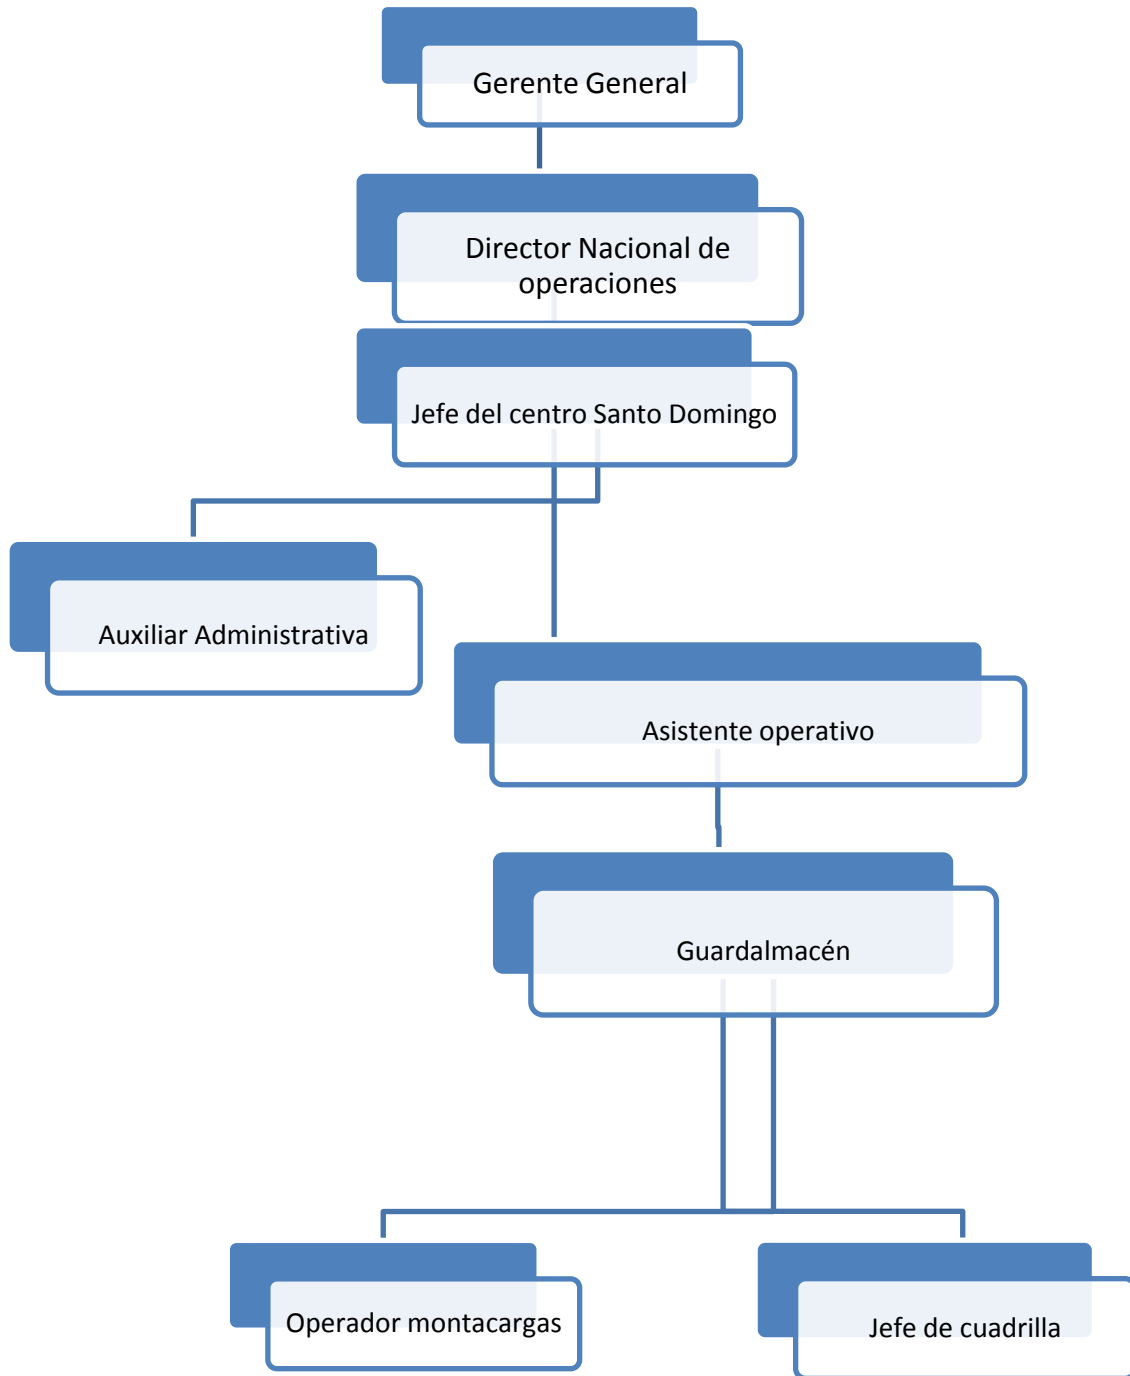 Gerente General
Director Nacional de
operaciones
Jefe del centro Santo Domingo
Auxiliar Administrativa
Asistente operativo
Guardalmacén
Operador montacargas
Jefe de cuadrilla